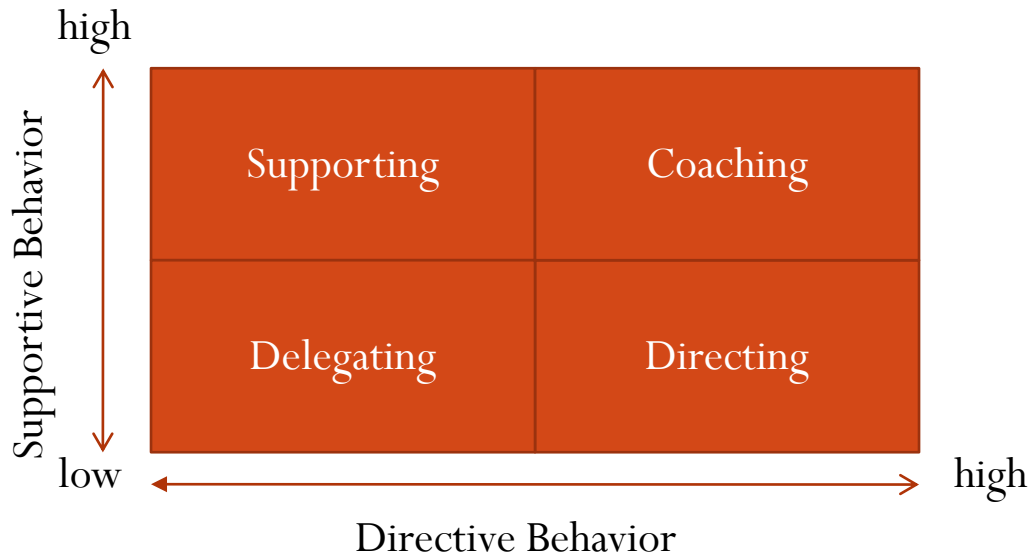 high
Supportive Behavior
Supporting
Coaching
Delegating
Directing
low
high
Directive Behavior